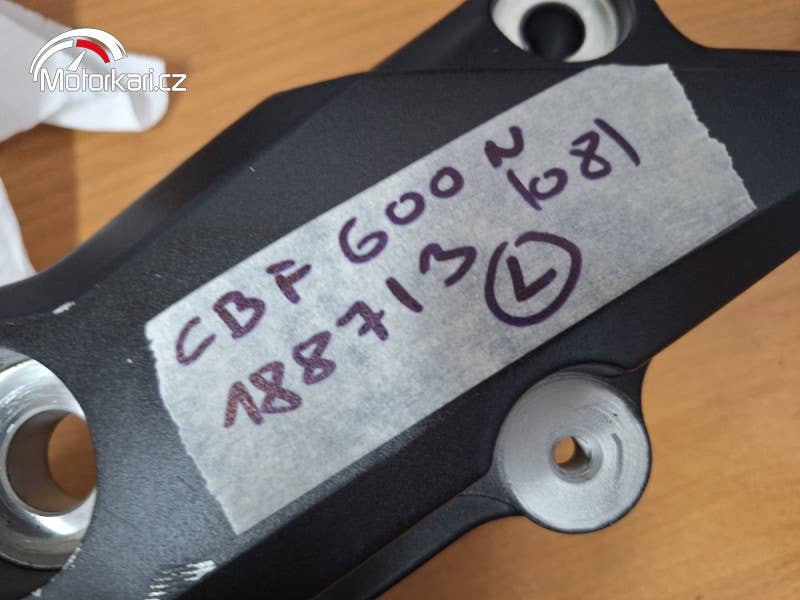 Motorkari.cz
CBF 600 N /08/
188713 L